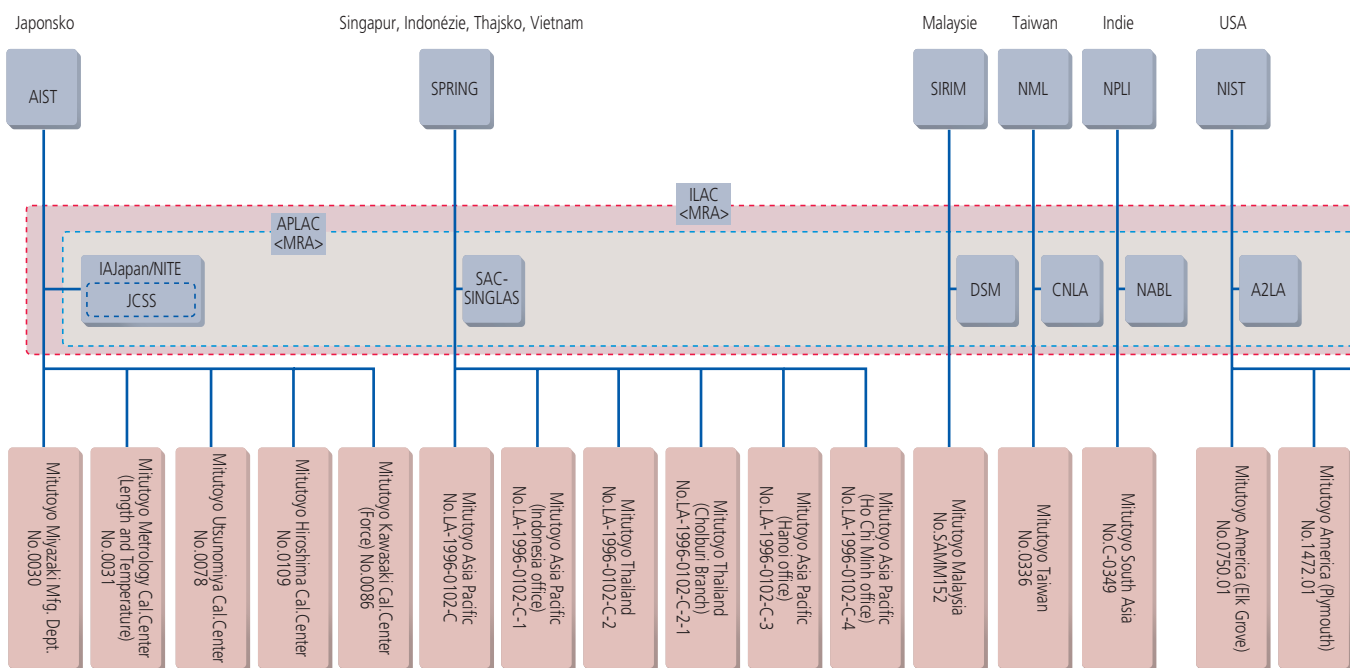 Japonsko
Singapur, Indonézie, Thajsko, Vietnam
Malaysie
Taiwan
Indie
USA
AIST
SPRING
SIRIM
NML
NPLI
NIST
ILAC
<MRA>
APLAC
<MRA>
IAJapan/NITE
JCSS
SAC-
SINGLAS
DSM
CNLA
NABL
A2LA
Mitutoyo Miyazaki Mfg. Dept.
No.0030
Mitutoyo Metrology Cal.Center
(Length and Temperature)
No.0031
Mitutoyo Utsunomiya Cal.Center
No.0078
Mitutoyo Hiroshima Cal.Center
No.0109
Mitutoyo Kawasaki Cal.Center
(Force) No.0086
Mitutoyo Asia Pacific
No.LA-1996-0102-C
Mitutoyo Asia Pacific
(Indonesia office)
No.LA-1996-0102-C-1
Mitutoyo Thailand
No.LA-1996-0102-C-2
Mitutoyo Thailand
(Cholburi Branch)
No.LA-1996-0102-C-2-1
Mitutoyo Asia Pacific
(Hanoi office)
No.LA-1996-0102-C-3
Mitutoyo Asia Pacific
(Ho Chi Minh office)
No.LA-1996-0102-C-4
Mitutoyo Malaysia
No.SAMM152
Mitutoyo Taiwan
No.0336
Mitutoyo South Asia
No.C-0349
Mitutoyo America (Elk Grove)
No.0750.01
Mitutoyo America (Plymouth)
No.1472.01